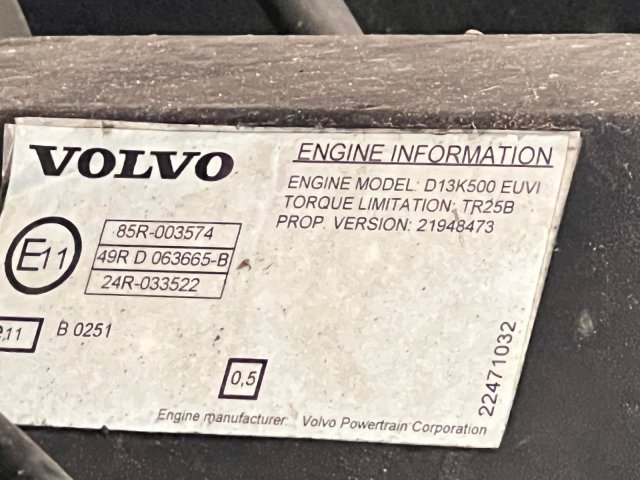 VOLVO
ENGINE INFORMATION
ENGINE MODEL: D13K500 EUVI
TORQUE LIMITATION: TR25B
PROP. VERSION: 21948473
E11
85R-003574
49R D 063665-B
24R-033522
11 B 0251
0,5
22471032
Engine manufacturer Volvo Powertrain Corporation